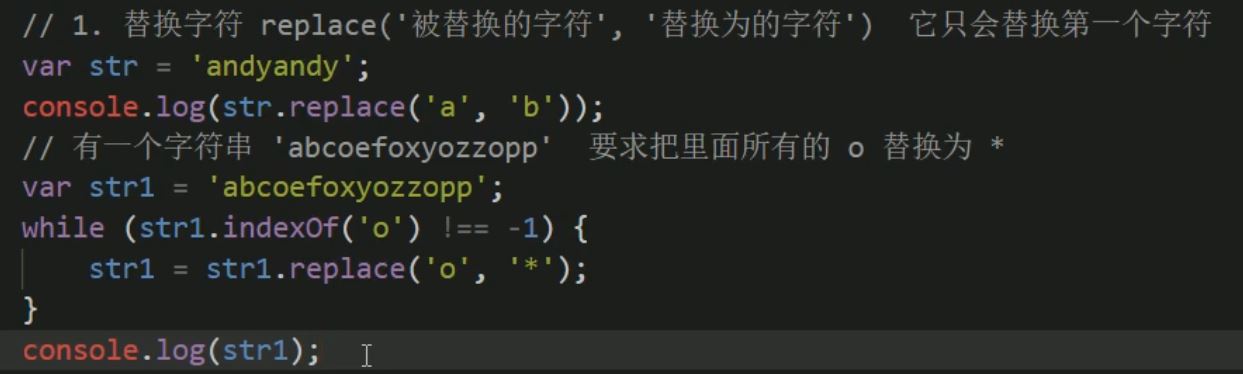 // 1. 替换字符 replace('被替换的字符', '替换为的字符')  它只会替换第一个字符
var str = 'andyandy';
console.log(str.replace('a', 'b'));
// 有一个字符串 'abcoefoxyozzopp'  要求把里面所有的 o 替换为 *
var str1 = 'abcoefoxyozzopp';
while (str1.indexOf('o') !== -1) {
    str1 = str1.replace('o', '*');
}
console.log(str1);